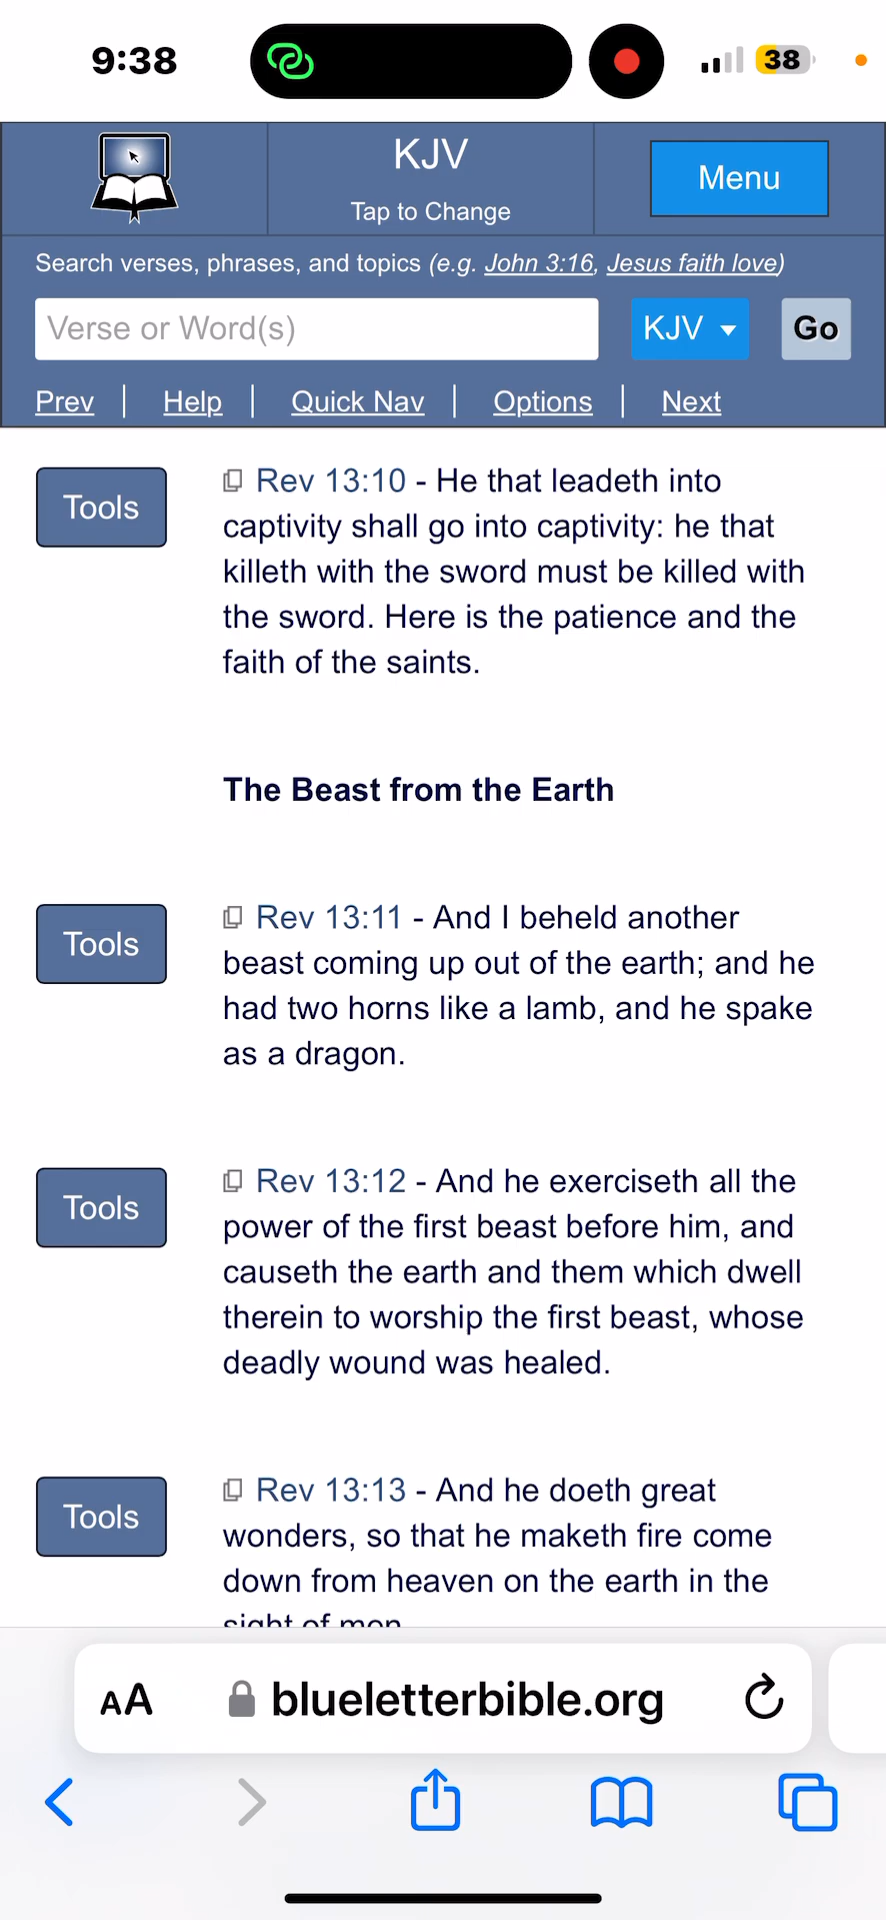 9:38
38
KJV
Tap to Change
Menu
Search verses, phrases, and topics (e.g. John 3:16, Jesus faith love)
Verse or Word(s)
KJV
Go
Prev | Help | Quick Nav | Options | Next
Tools
Rev 13:10 - He that leadeth into
captivity shall go into captivity: he that
killeth with the sword must be killed with
the sword. Here is the patience and the
faith of the saints.
The Beast from the Earth
Tools
Rev 13:11 - And I beheld another
beast coming up out of the earth; and he
had two horns like a lamb, and he spake
as a dragon.
Tools
Rev 13:12 - And he exerciseth all the
power of the first beast before him, and
causeth the earth and them which dwell
therein to worship the first beast, whose
deadly wound was healed.
Tools
Rev 13:13 - And he doeth great
wonders, so that he maketh fire come
down from heaven on the earth in the
sight of men
AA
blueletterbible.org